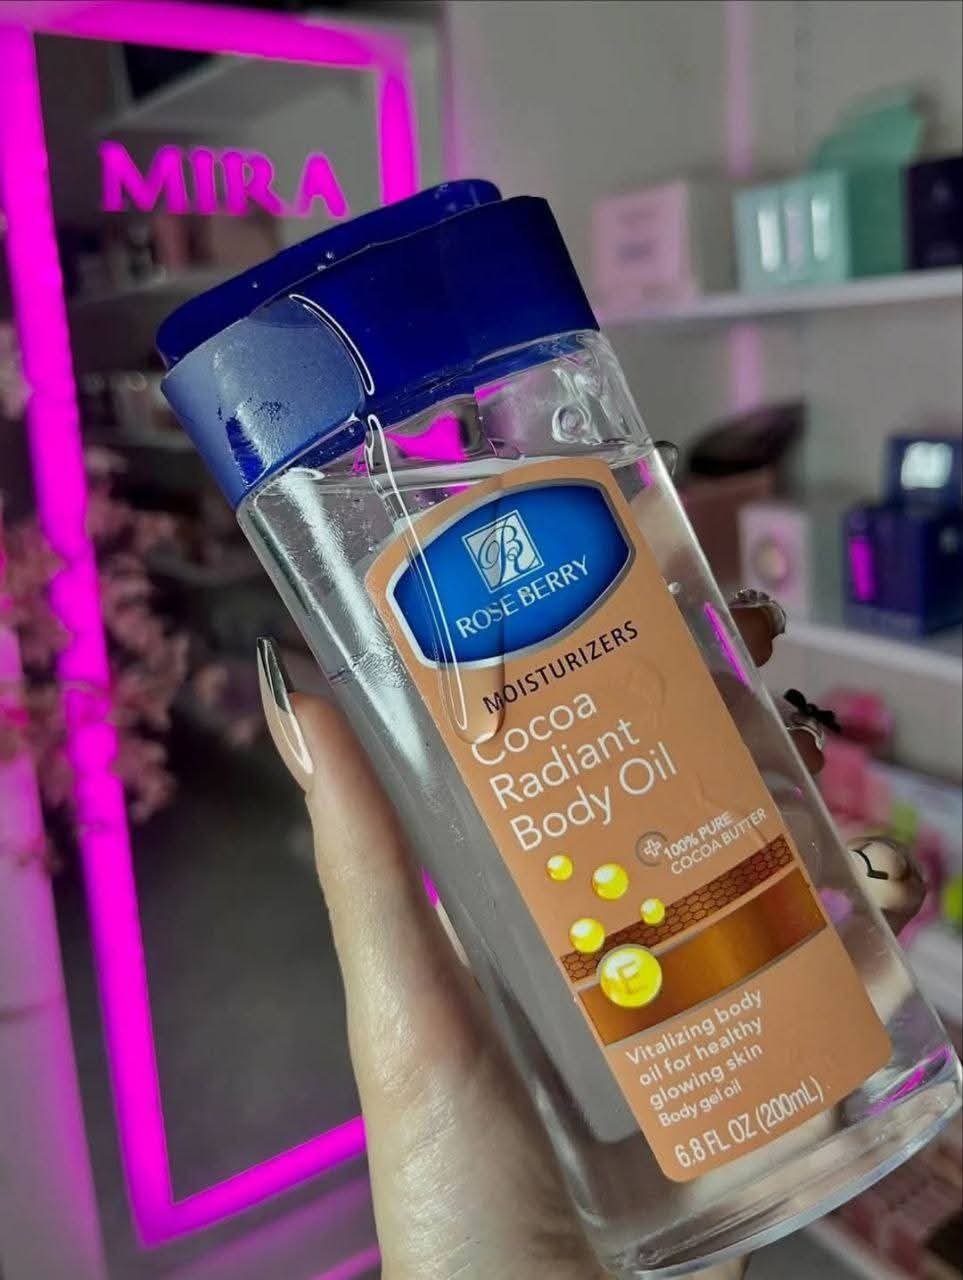 MIRA
R
ROSE BERRY
MOISTURIZERS
Cocoa
Radiant
Body Oil
100% PURE
COCOA BUTTER
E
Vitalizing body
oil for healthy
glowing skin
Body gel oil
6.8 FL OZ (200mL)